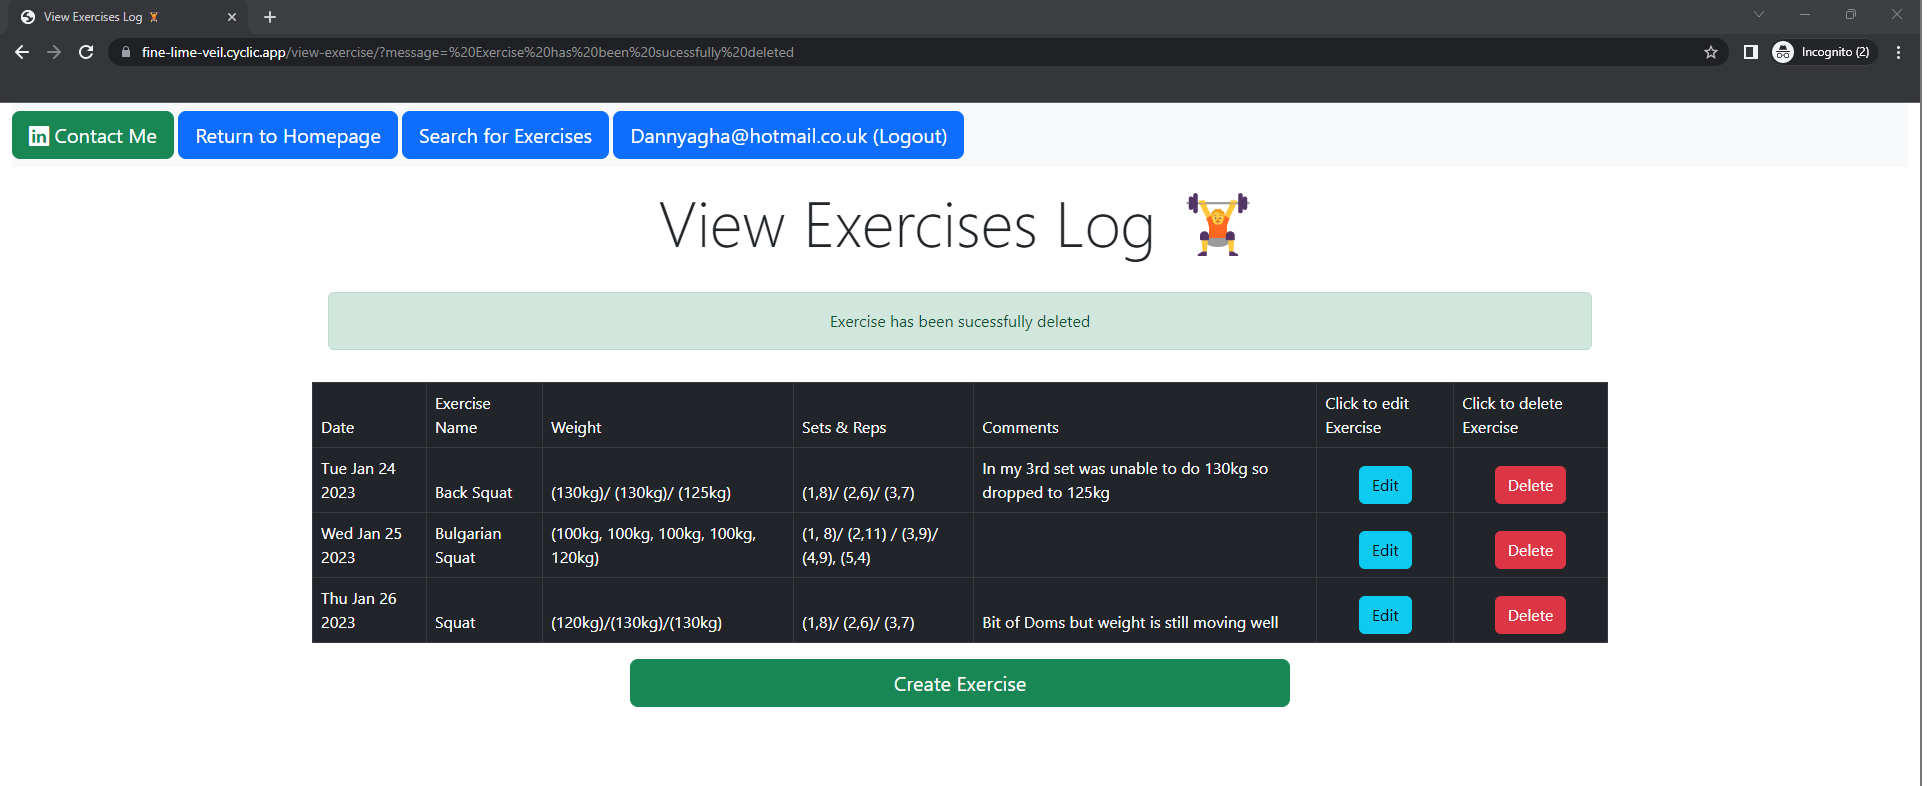 View Exercises Log 🏋
fine-lime-veil.cyclic.app/view-exercise/?message=%20Exercise%20has%20been%20sucessfully%20deleted
Incognito (2)
in Contact Me
Return to Homepage
Search for Exercises
Dannyagha@hotmail.co.uk (Logout)
View Exercises Log 🏋
Exercise has been sucessfully deleted
Date
Exercise
Name
Weight
Sets & Reps
Comments
Click to edit
Exercise
Click to delete
Exercise
Tue Jan 24
2023
Back Squat
(130kg)/ (130kg)/ (125kg)
(1,8)/ (2,6)/ (3,7)
In my 3rd set was unable to do 130kg so
dropped to 125kg
Edit
Delete
Wed Jan 25
2023
Bulgarian
Squat
(100kg, 100kg, 100kg, 100kg,
120kg)
(1, 8)/ (2,11) / (3,9)/
(4,9), (5,4)
Edit
Delete
Thu Jan 26
2023
Squat
(120kg)/(130kg)/(130kg)
(1,8)/ (2,6)/ (3,7)
Bit of Doms but weight is still moving well
Edit
Delete
Create Exercise